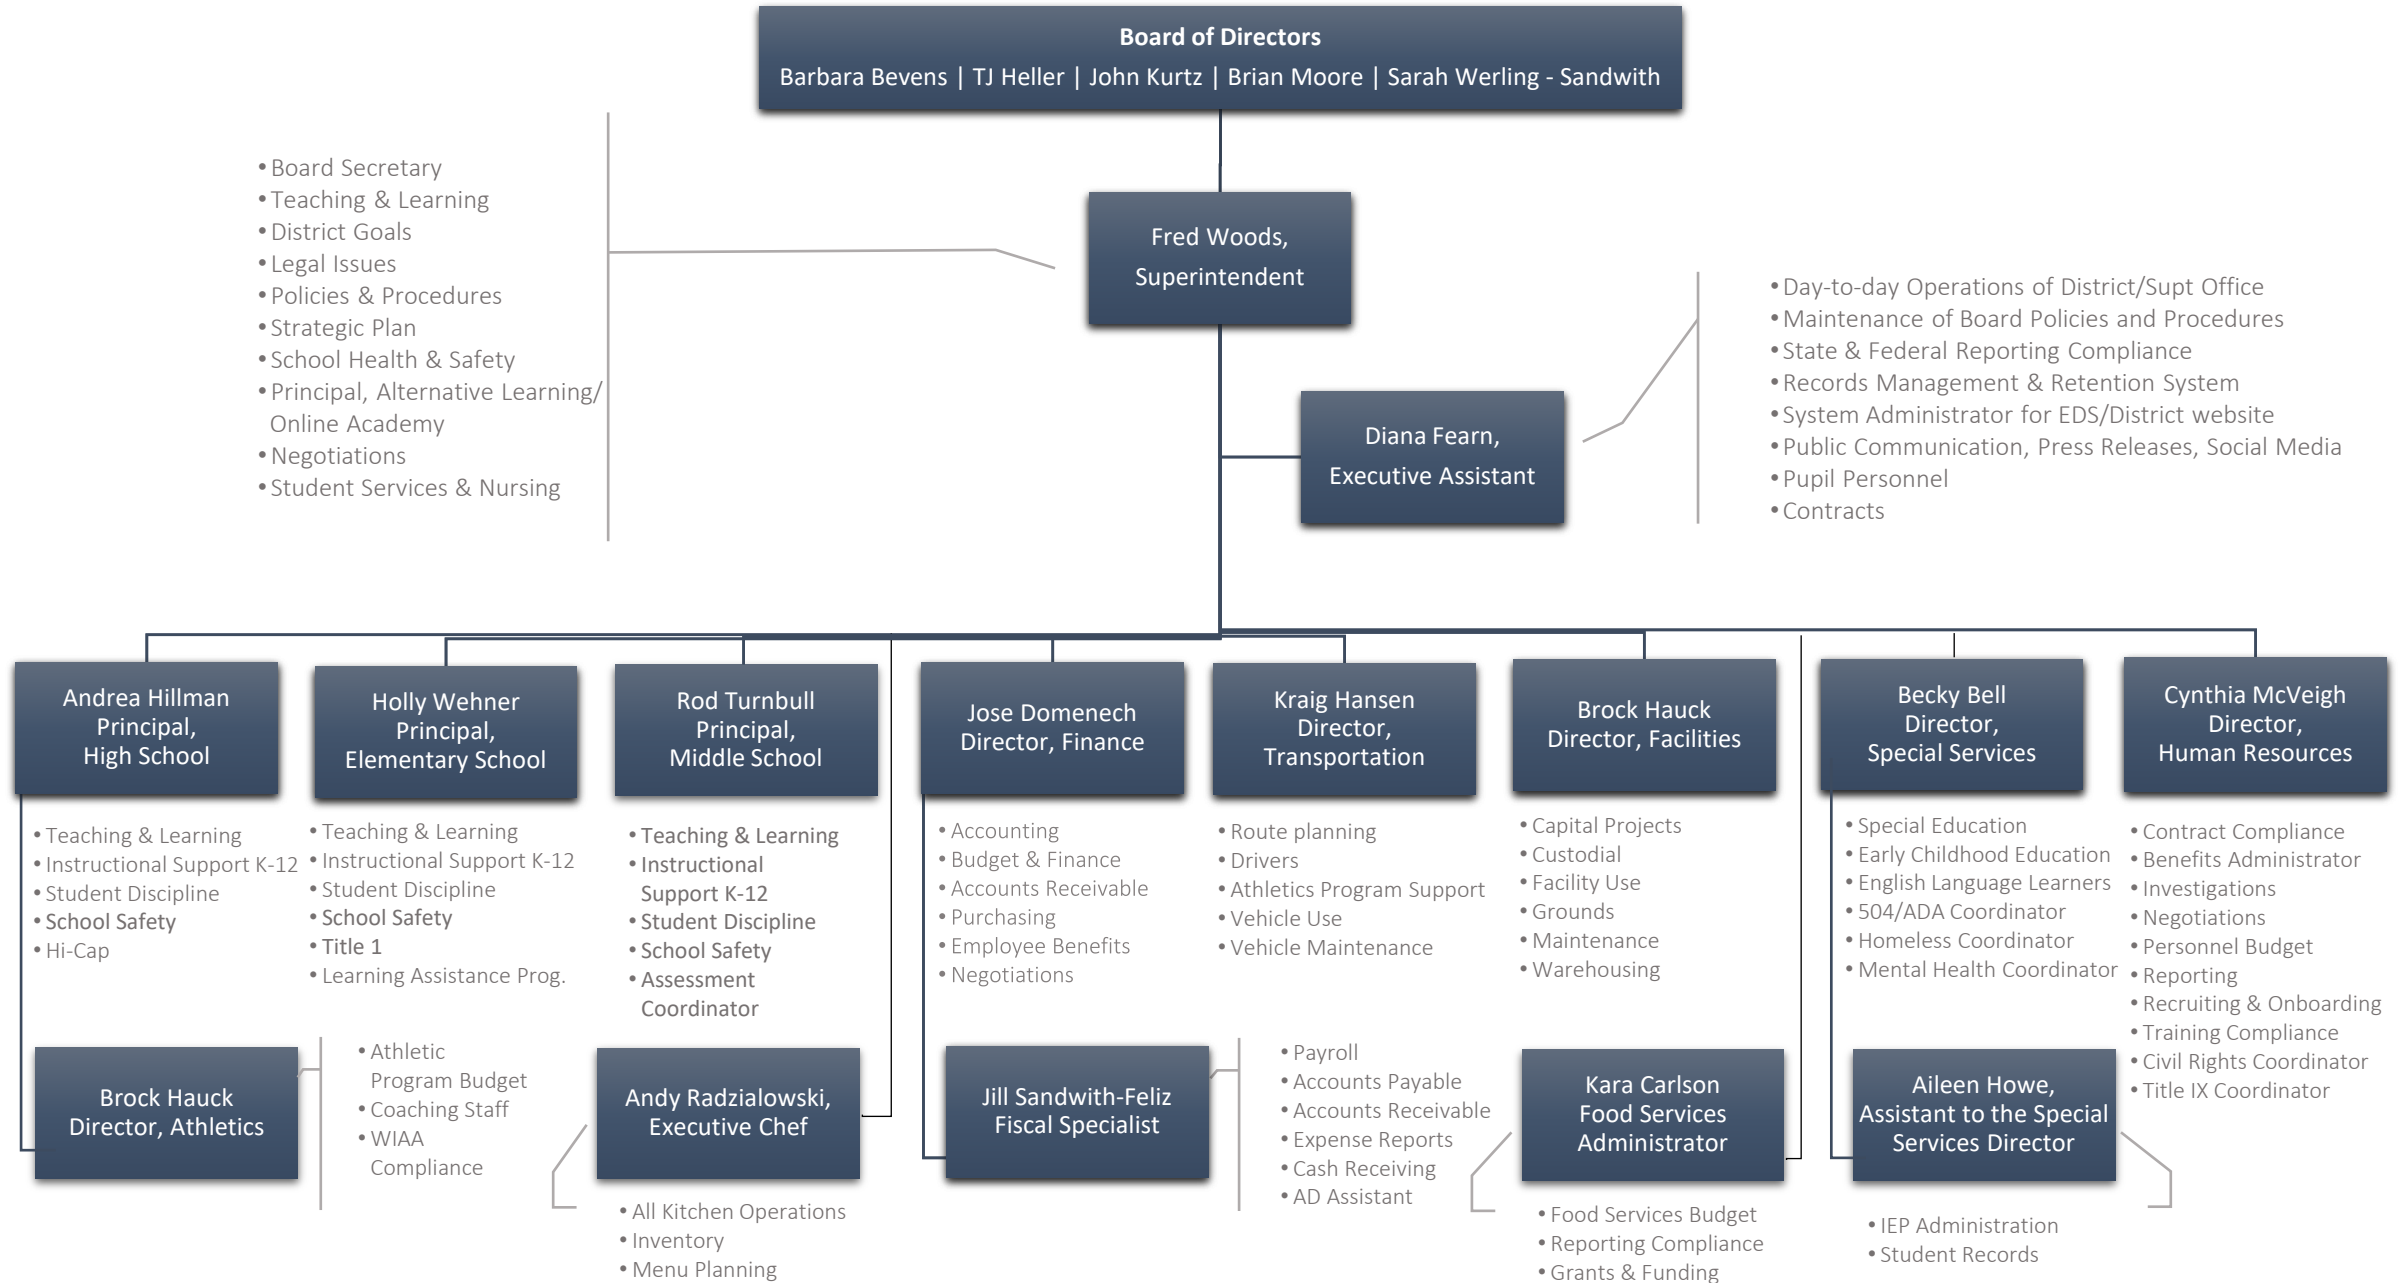 Board of Directors
Barbara Bevens | TJ Heller | John Kurtz | Brian Moore | Sarah Werling - Sandwith
• Board Secretary
• Teaching & Learning
• District Goals
• Legal Issues
• Policies & Procedures
• Strategic Plan
• School Health & Safety
• Principal, Alternative Learning/
Online Academy
• Negotiations
• Student Services & Nursing
Fred Woods,
Superintendent
Diana Fearn,
Executive Assistant
• Day-to-day Operations of District/Supt Office
• Maintenance of Board Policies and Procedures
• State & Federal Reporting Compliance
• Records Management & Retention System
• System Administrator for EDS/District website
• Public Communication, Press Releases, Social Media
• Pupil Personnel
• Contracts
Andrea Hillman
Principal,
High School
• Teaching & Learning
• Instructional Support K-12
• Student Discipline
• School Safety
• Hi-Cap
Holly Wehner
Principal,
Elementary School
• Teaching & Learning
• Instructional Support K-12
• Student Discipline
• School Safety
• Title 1
• Learning Assistance Prog.
Rod Turnbull
Principal,
Middle School
• Teaching & Learning
• Instructional
Support K-12
• Student Discipline
• School Safety
• Assessment
Coordinator
Jose Domenech
Director, Finance
• Accounting
• Budget & Finance
• Accounts Receivable
• Purchasing
• Employee Benefits
• Negotiations
Kraig Hansen
Director,
Transportation
• Route planning
• Drivers
• Athletics Program Support
• Vehicle Use
• Vehicle Maintenance
Brock Hauck
Director, Facilities
• Capital Projects
• Custodial
• Facility Use
• Grounds
• Maintenance
• Warehousing
Becky Bell
Director,
Special Services
• Special Education
• Early Childhood Education
• English Language Learners
• 504/ADA Coordinator
• Homeless Coordinator
• Mental Health Coordinator
Cynthia McVeigh
Director,
Human Resources
• Contract Compliance
• Benefits Administrator
• Investigations
• Negotiations
• Personnel Budget
• Reporting
• Recruiting & Onboarding
• Training Compliance
• Civil Rights Coordinator
• Title IX Coordinator
Brock Hauck
Director, Athletics
• Athletic
Program Budget
• Coaching Staff
• WIAA
Compliance
Andy Radzialowski,
Executive Chef
• All Kitchen Operations
• Inventory
• Menu Planning
Jill Sandwith-Feliz
Fiscal Specialist
• Payroll
• Accounts Payable
• Accounts Receivable
• Expense Reports
• Cash Receiving
• AD Assistant
Kara Carlson
Food Services
Administrator
• Food Services Budget
• Reporting Compliance
• Grants & Funding
Aileen Howe,
Assistant to the Special
Services Director
• IEP Administration
• Student Records